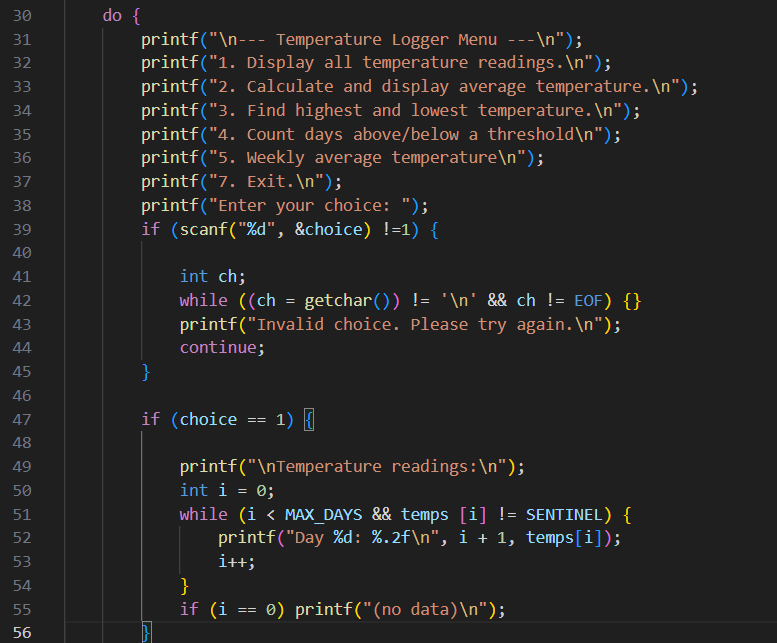 30 do {
31 printf("\n--- Temperature Logger Menu ---\n");
32 printf("1. Display all temperature readings.\n");
33 printf("2. Calculate and display average temperature.\n");
34 printf("3. Find highest and lowest temperature.\n");
35 printf("4. Count days above/below a threshold\n");
36 printf("5. Weekly average temperature\n");
37 printf("7. Exit.\n");
38 printf("Enter your choice: ");
39 if (scanf("%d", &choice) !=1) {
40
41 int ch;
42 while ((ch = getchar()) != '\n' && ch != EOF) {}
43 printf("Invalid choice. Please try again.\n");
44 continue;
45 }
46
47 if (choice == 1) {
48
49 printf("\nTemperature readings:\n");
50 int i = 0;
51 while (i < MAX_DAYS && temps [i] != SENTINEL) {
52 printf("Day %d: %.2f\n", i + 1, temps[i]);
53 i++;
54 }
55 if (i == 0) printf("(no data)\n");
56 }